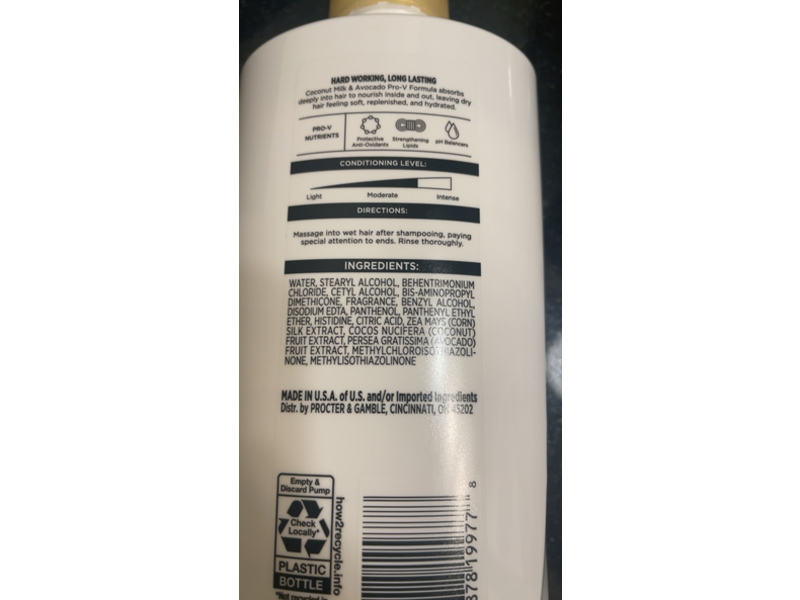 HARD WORKING, LONG LASTING
Coconut Milk & Avocado Pro-V Formula absorbs
deeply into hair to nourish inside and out, leaving dry
hair feeling soft, replenished, and hydrated.
PRO-V
NUTRIENTS
Protective
Anti-Oxidants
Strengthening
Lipids
pH Balancers
CONDITIONING LEVEL:
Light
Moderate
Intense
DIRECTIONS:
Massage into wet hair after shampooing, paying
special attention to ends. Rinse thoroughly.
INGREDIENTS:
WATER, STEARYL ALCOHOL, BEHENTRIMONIUM
CHLORIDE, CETYL ALCOHOL, BIS-AMINOPROPYL
DIMETHICONE, FRAGRANCE, BENZYL ALCOHOL,
DISODIUM EDTA, PANTHENOL, PANTHENYL ETHYL
ETHER, HISTIDINE, CITRIC ACID, ZEA MAYS (CORN)
SILK EXTRACT, COCOS NUCIFERA (COCONUT)
FRUIT EXTRACT, PERSEA GRATISSIMA (AVOCADO)
FRUIT EXTRACT, METHYLCHLOROISOTHIAZOLI-
NONE, METHYLISOTHIAZOLINONE
MADE IN U.S.A. of U.S. and/or Imported Ingredients
Distr. by PROCTER & GAMBLE, CINCINNATI, OH 45202
Empty &
Discard Pump
Check
Locally*
PLASTIC
BOTTLE
*Not recycled in
how2recycle.info
87819977 8